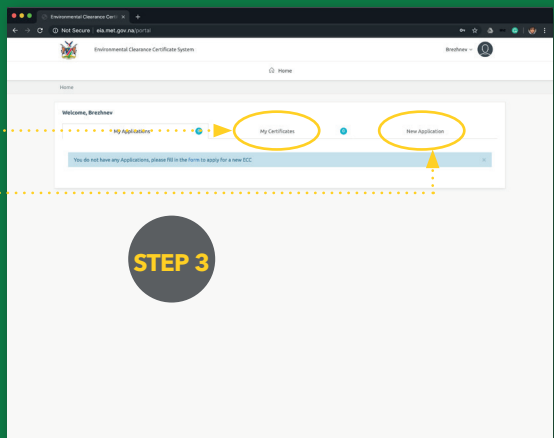 Environmental Clearance Certi
Not Secure eia.met.gov.na/portal
Environmental Clearance Certificate System
Brezhnev
Home
Home
Welcome, Brezhnev
My Applications
My Certificates
0
New Application
You do not have any Applications, please fill in the form to apply for a new ECC
STEP 3